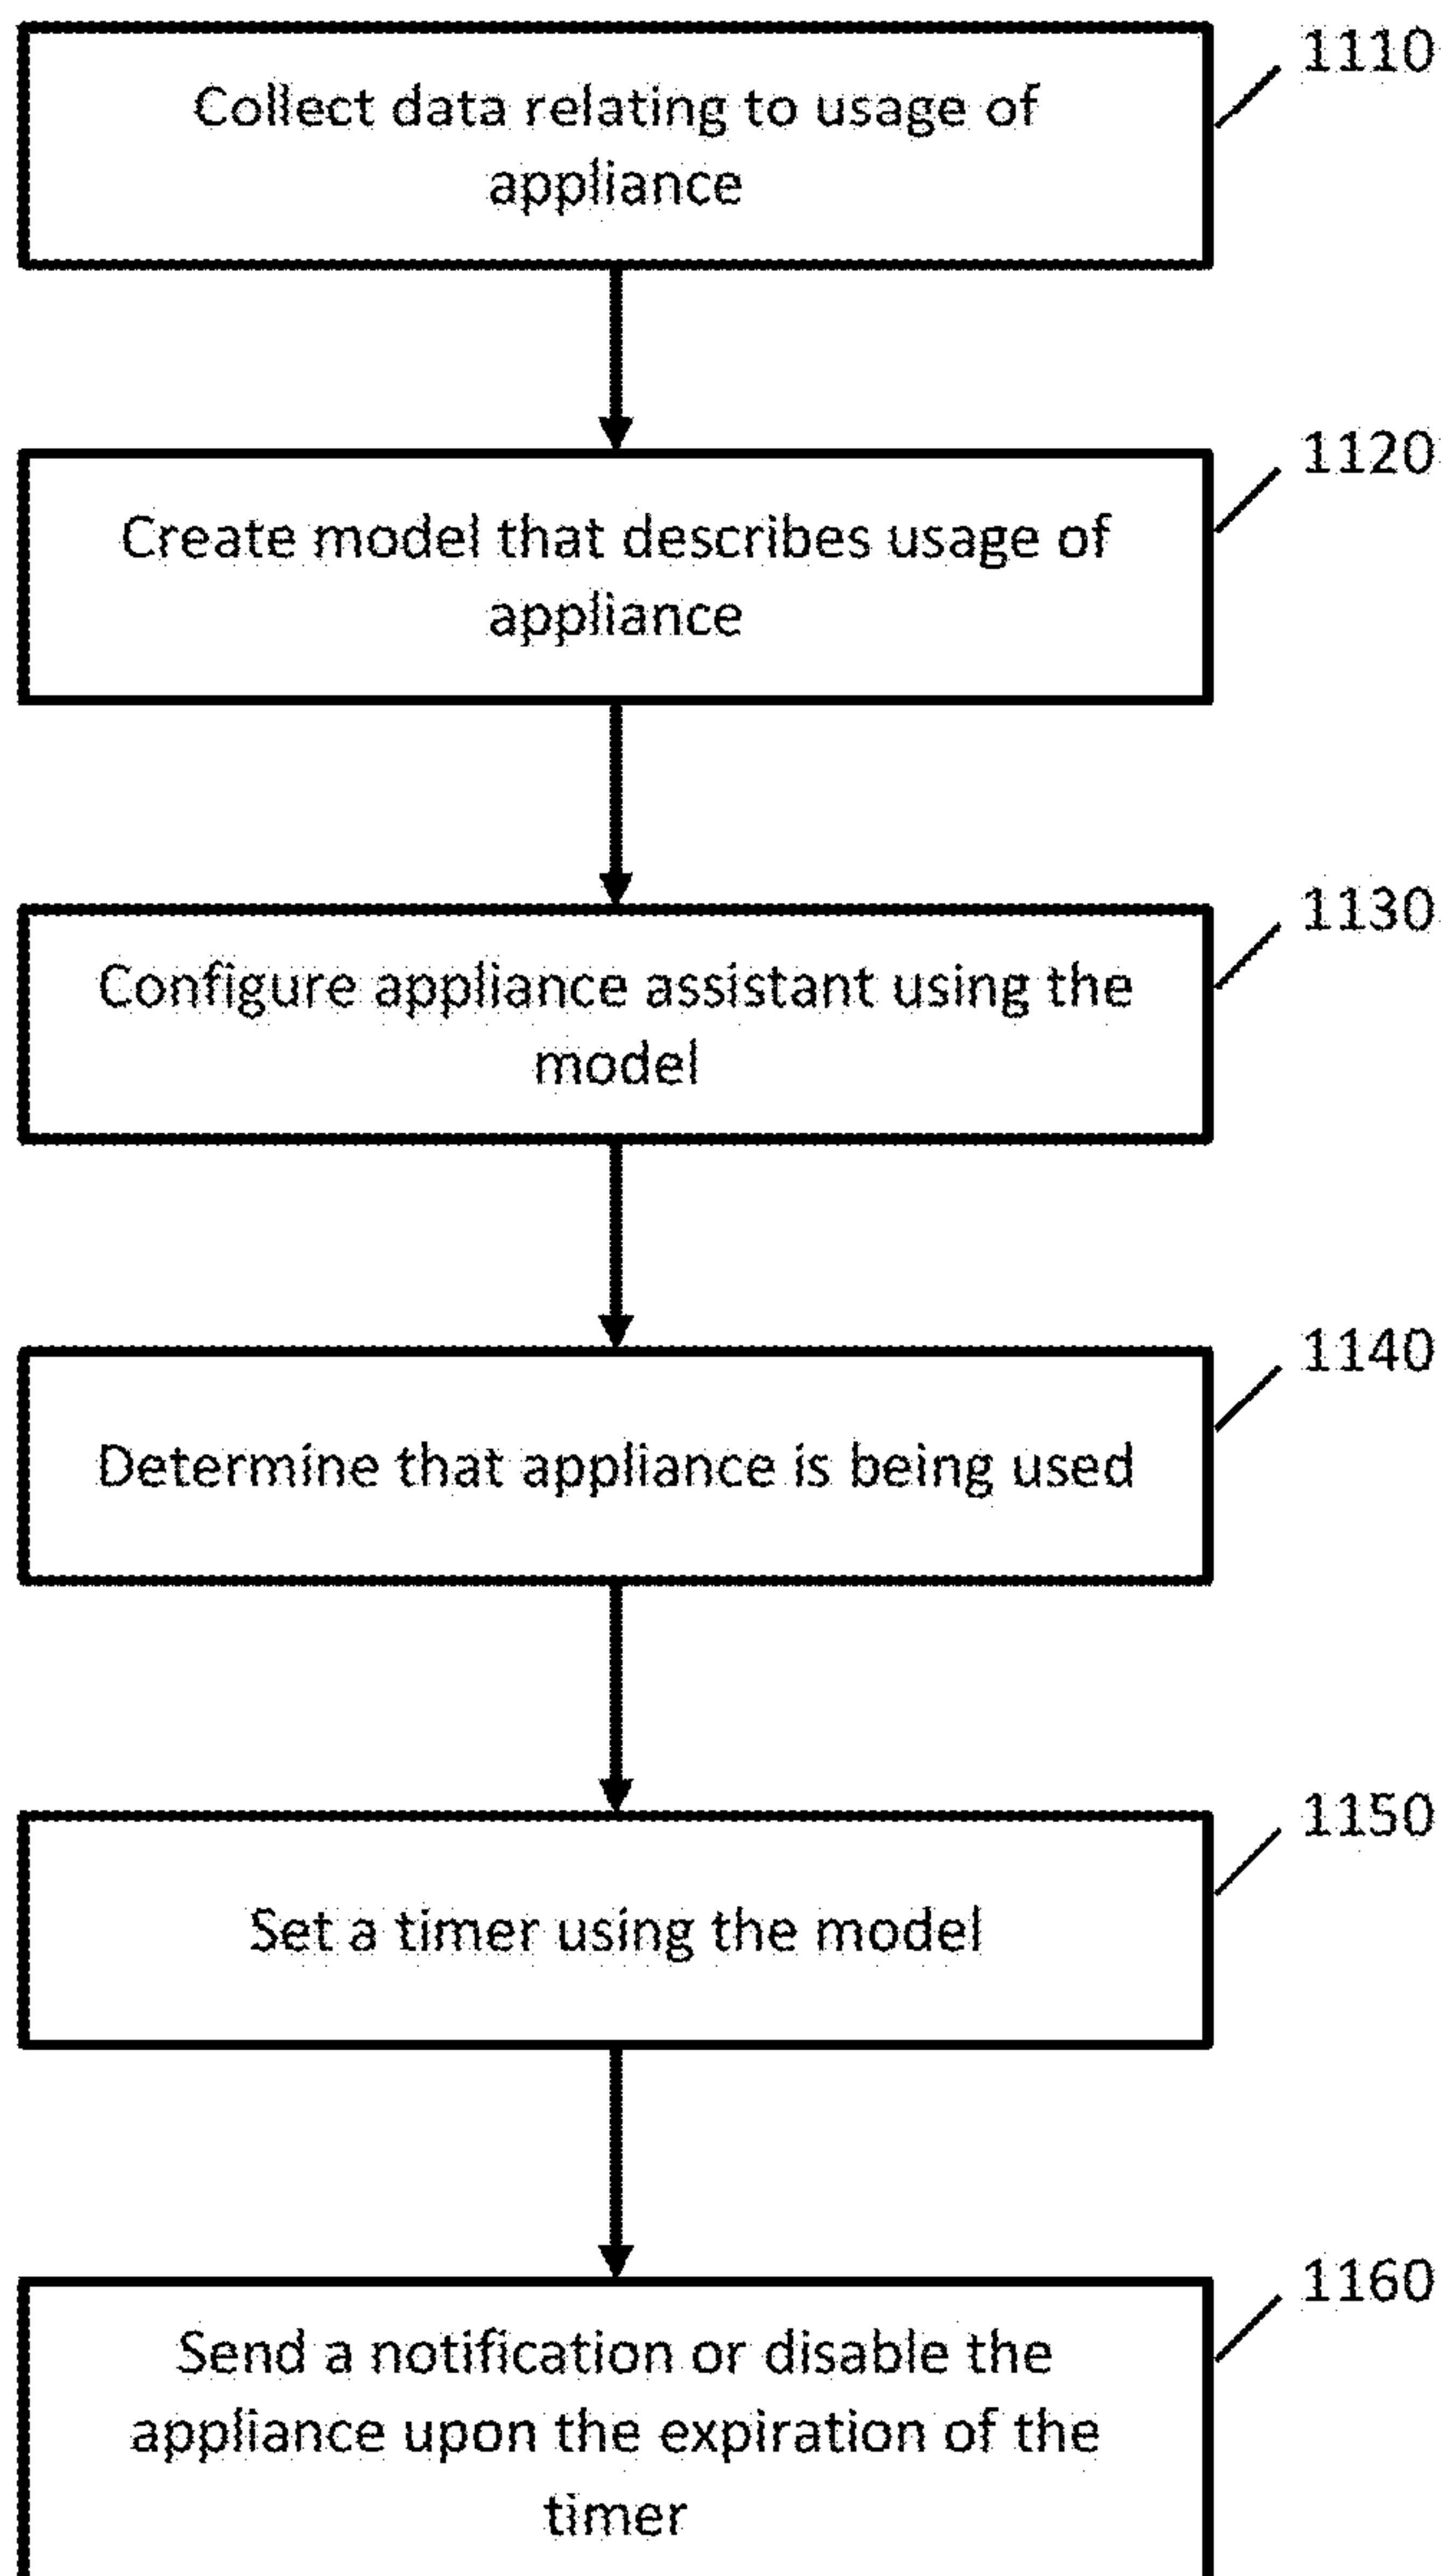 1110
Collect data relating to usage of
appliance
1120
Create model that describes usage of
appliance
1130
Configure appliance assistant using the
model
1140
Determine that appliance is being used
1150
Set a timer using the model
1160
Send a notification or disable the
appliance upon the expiration of the
timer